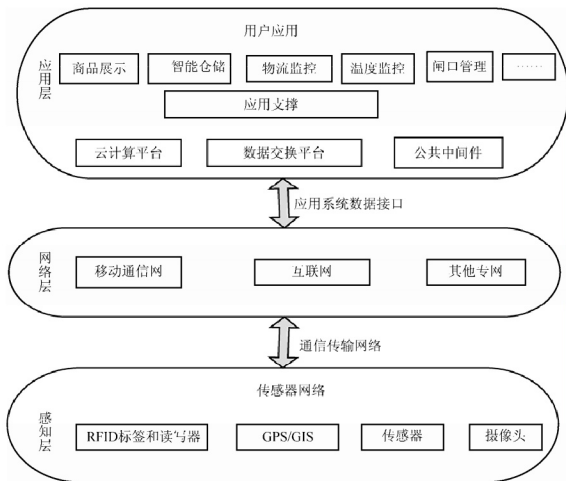 用户应用
应用层
商品展示
智能仓储
物流监控
温度监控
闸口管理
……
应用支撑
云计算平台
数据交换平台
公共中间件
应用系统数据接口
网络层
移动通信网
互联网
其他专网
通信传输网络
传感器网络
感知层
RFID标签和读写器
GPS/GIS
传感器
摄像头